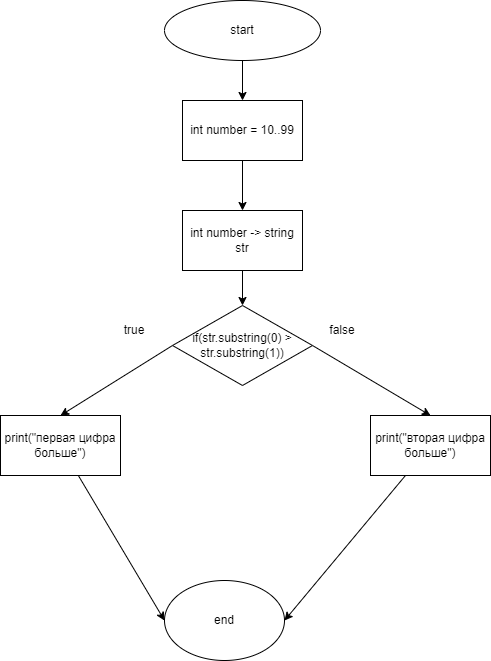 start
int number = 10..99
int number -> string
str
if(str.substring(0) >
str.substring(1))
true
false
print("первая цифра
больше")
print("вторая цифра
больше")
end